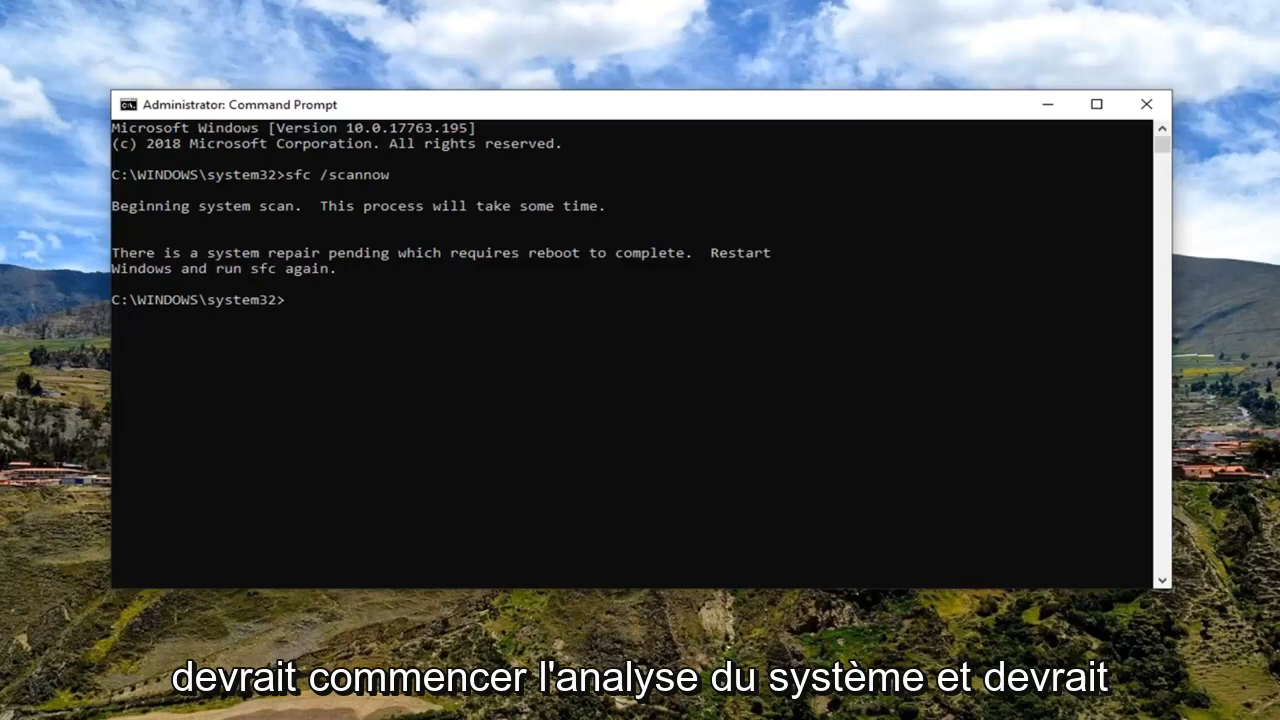 Administrator: Command Prompt
Microsoft Windows [Version 10.0.17763.195]
(c) 2018 Microsoft Corporation. All rights reserved.
C:\WINDOWS\system32>sfc /scannow
Beginning system scan.  This process will take some time.
There is a system repair pending which requires reboot to complete.  Restart
Windows and run sfc again.
C:\WINDOWS\system32>
devrait commencer l'analyse du système et devrait